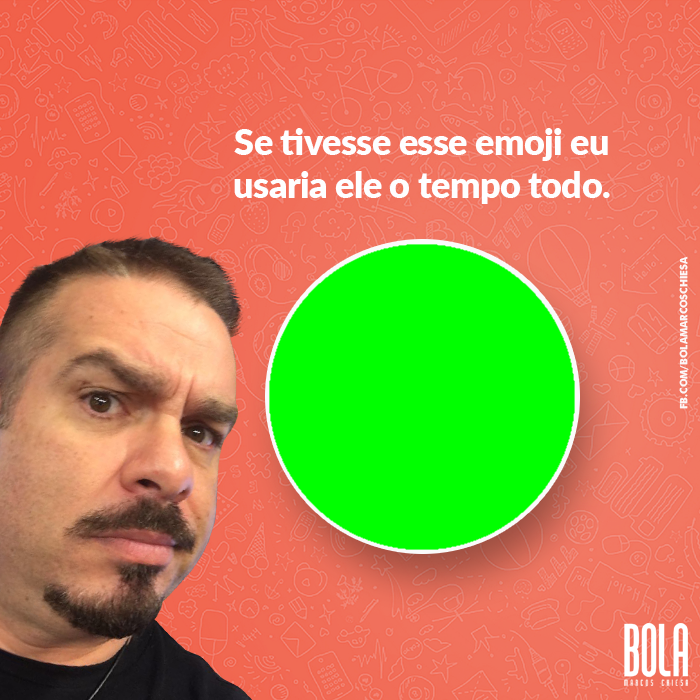 Se tivesse esse emoji eu
usaria ele o tempo todo.
FB.COM/BOLAMARCOSCHIESA
BOLA
MARCOS CHIESA